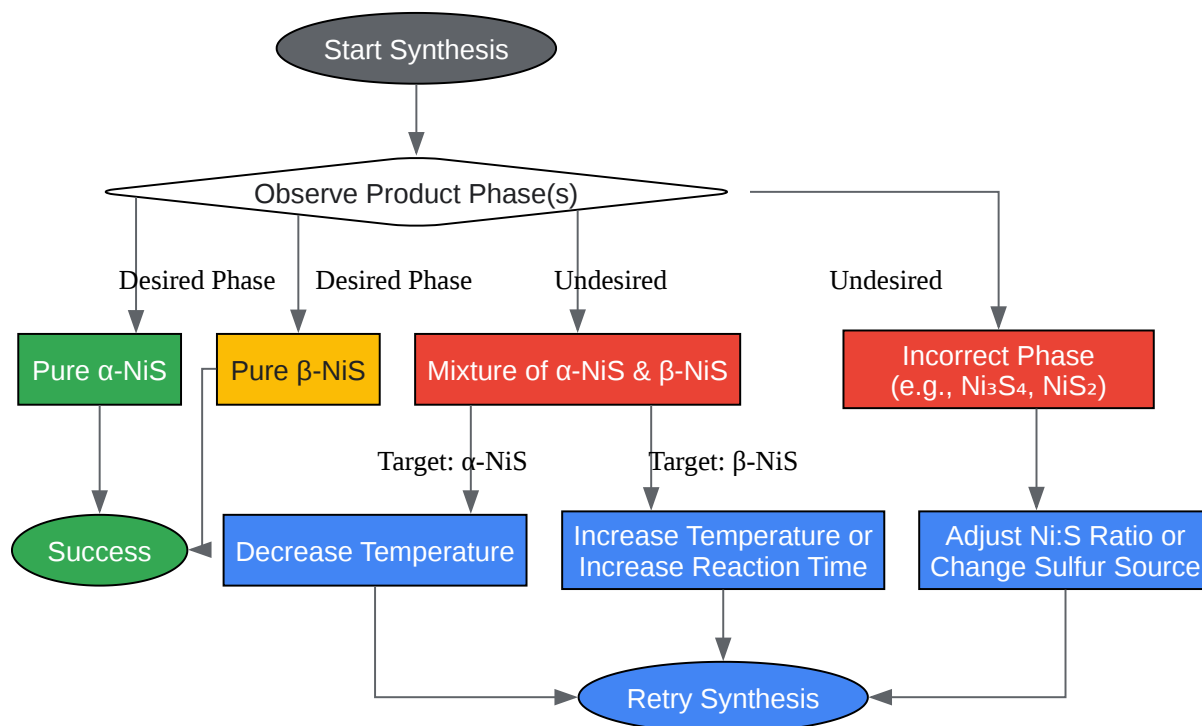 Start Synthesis
Observe Product Phase(s)
Desired Phase
Desired Phase
Undesired
Undesired
Pure α-NiS
Pure β-NiS
Mixture of α-NiS & β-NiS
Incorrect Phase
(e.g., Ni₃S₄, NiS₂)
Target: α-NiS
Target: β-NiS
Success
Decrease Temperature
Increase Temperature or
Increase Reaction Time
Adjust Ni:S Ratio or
Change Sulfur Source
Retry Synthesis